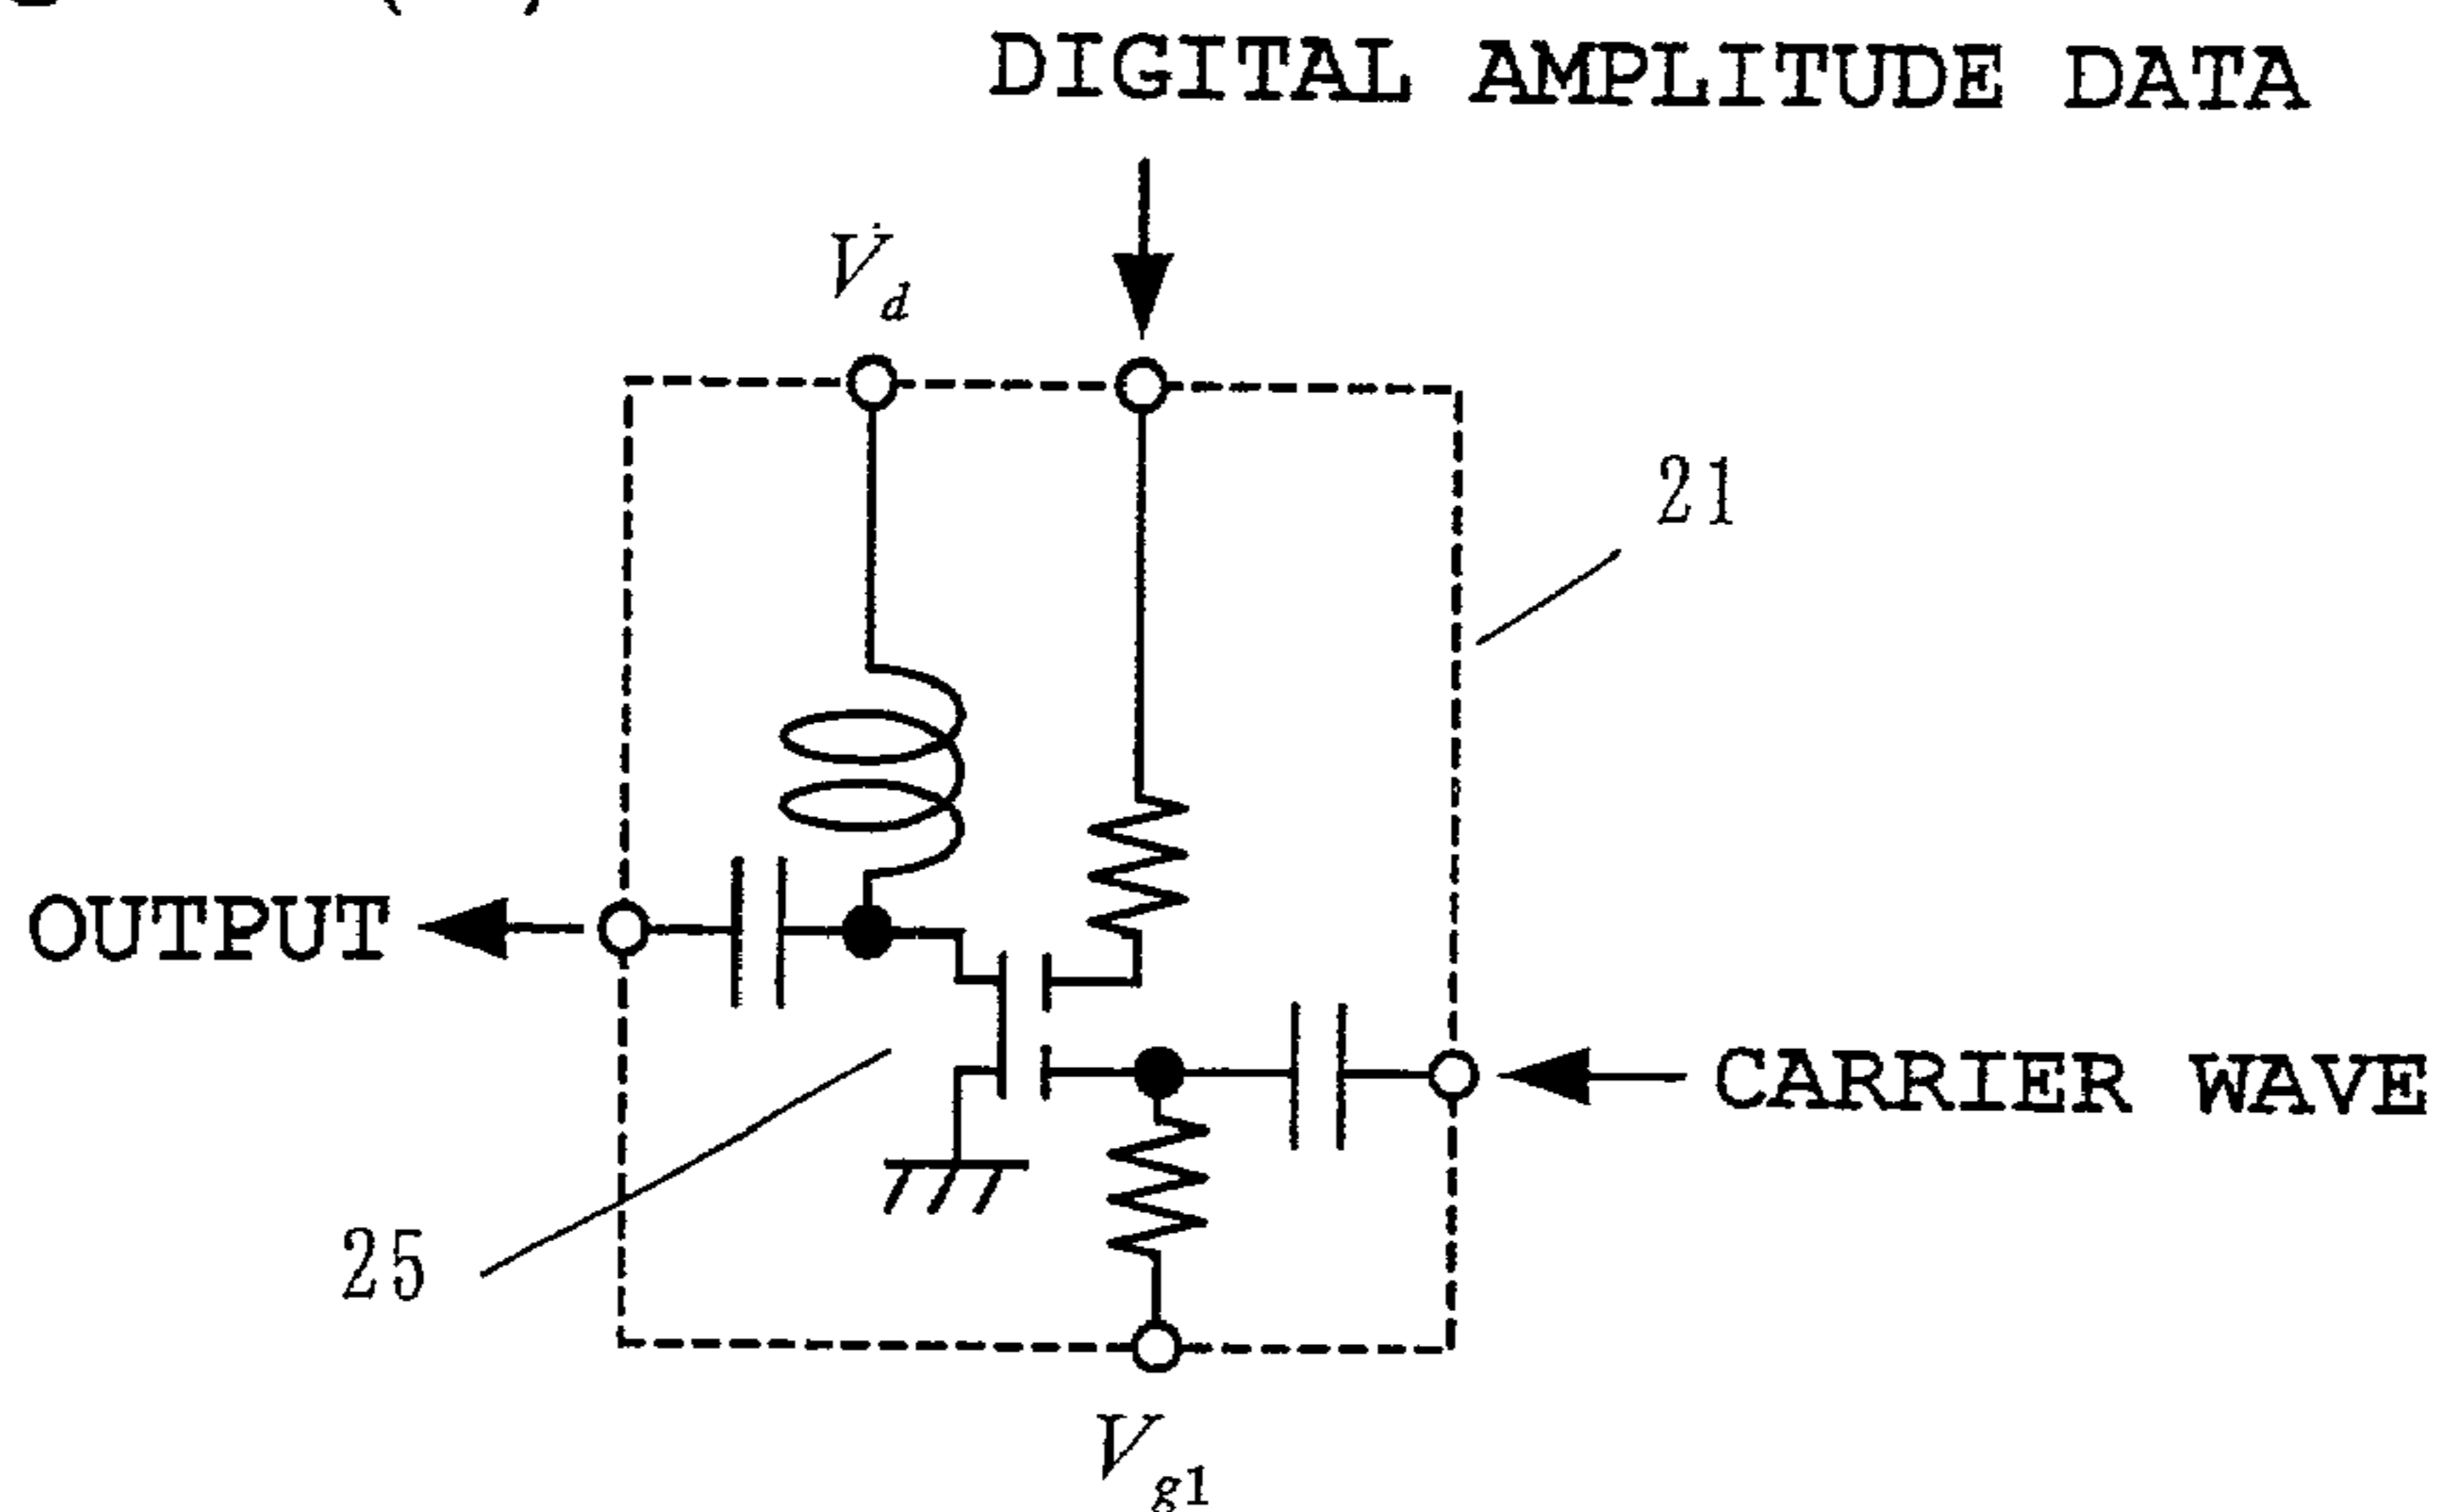 DIGITAL AMPLITUDE DATA
Vd
21
OUTPUT
CARRIER WAVE
25
Vg1